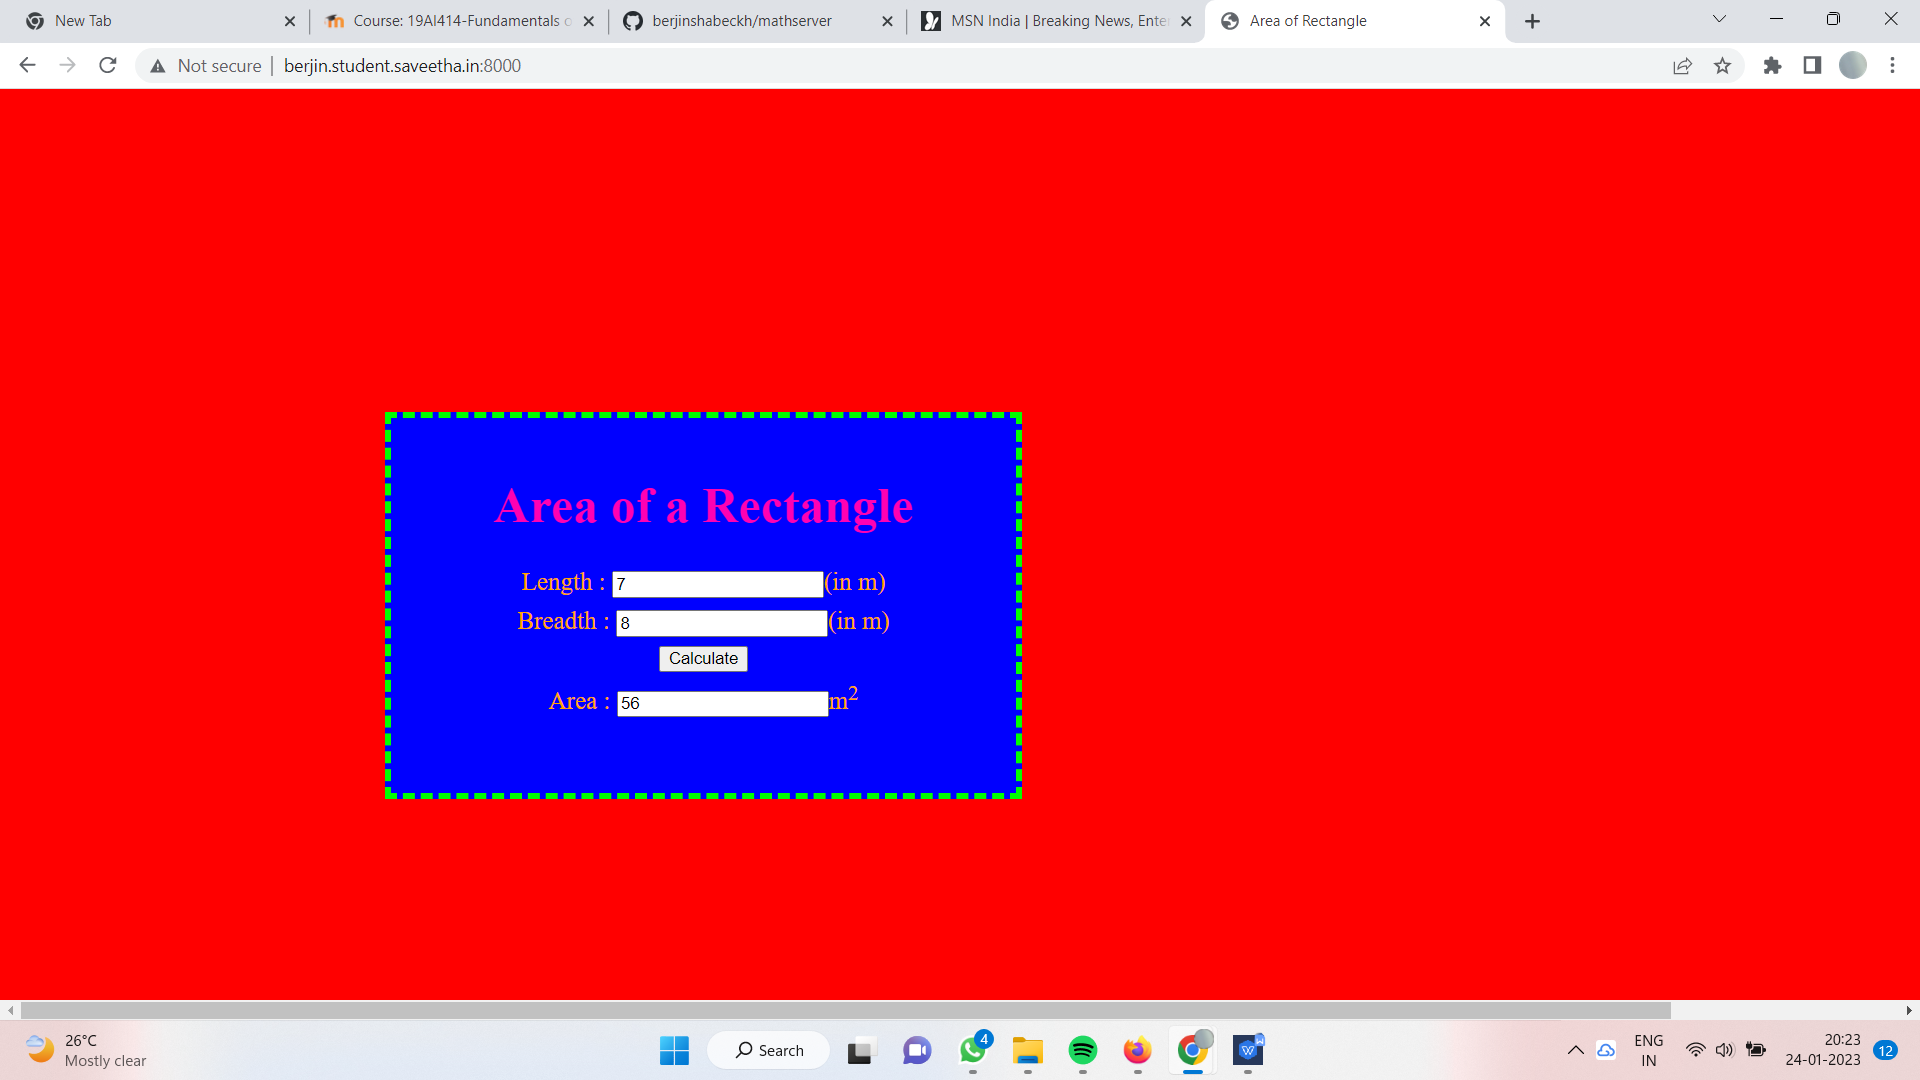 New Tab
Course: 19AI414-Fundamentals
berjinshabeckh/mathserver
MSN India | Breaking News,
Area of Rectangle
Not secure
berjin.student.saveetha.in:8000
Area of a Rectangle
Length : 7 (in m)
Breadth : 8 (in m)
Calculate
Area : 56 m²
26°C
Mostly clear
Search
4
ENG
IN
20:23
24-01-2023
12